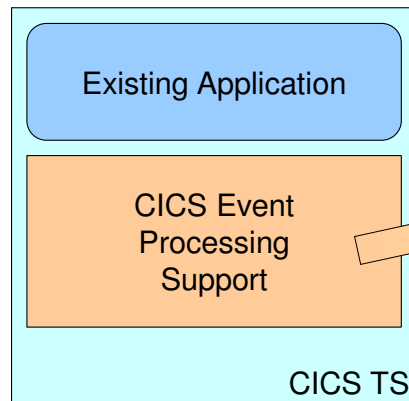 Existing Application
CICS Event
Processing
Support
CICS TS